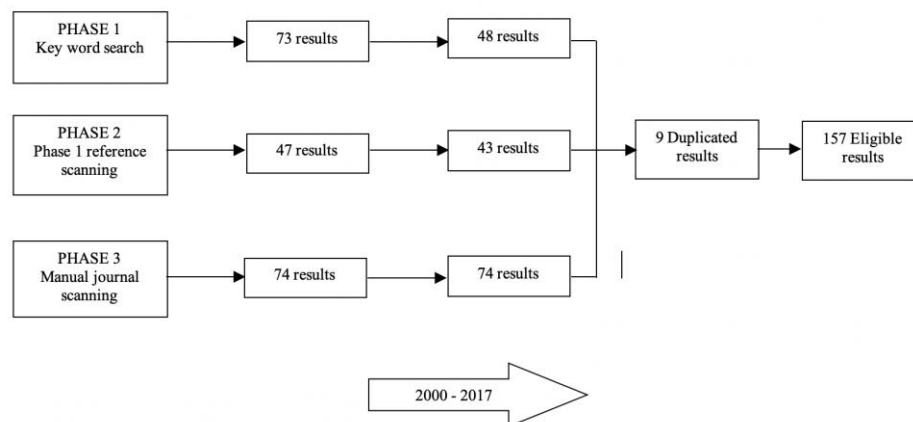 PHASE 1
Key word search
73 results
48 results
PHASE 2
Phase 1 reference
scanning
47 results
43 results
9 Duplicated
results
157 Eligible
results
PHASE 3
Manual journal
scanning
74 results
74 results
2000 - 2017